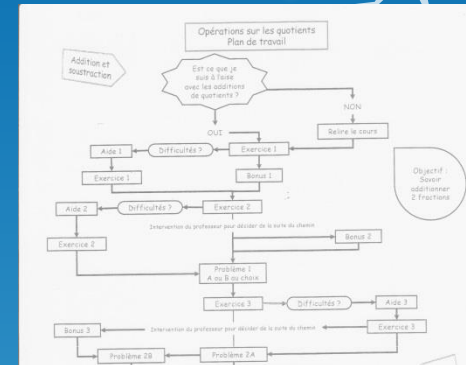 Opérations sur les quotients
Plan de travail
Addition et
soustraction
Est ce que je
suis à l'aise
avec les additions
de quotients ?
NON
OUI
Relire le cours
Aide 1
Difficultés ?
Exercice 1
Exercice 1
Bonus 1
Objectif :
Savoir
additionner
2 fractions
Aide 2
Difficultés ?
Exercice 2
Intervention du professeur pour décider de la suite du chemin
Bonus 2
Exercice 2
Problème 1
A ou B au choix
Exercice 3
Difficultés ?
Aide 3
Bonus 3
Intervention du professeur pour décider de la suite du chemin
Exercice 3
Problème 2B
Problème 2A